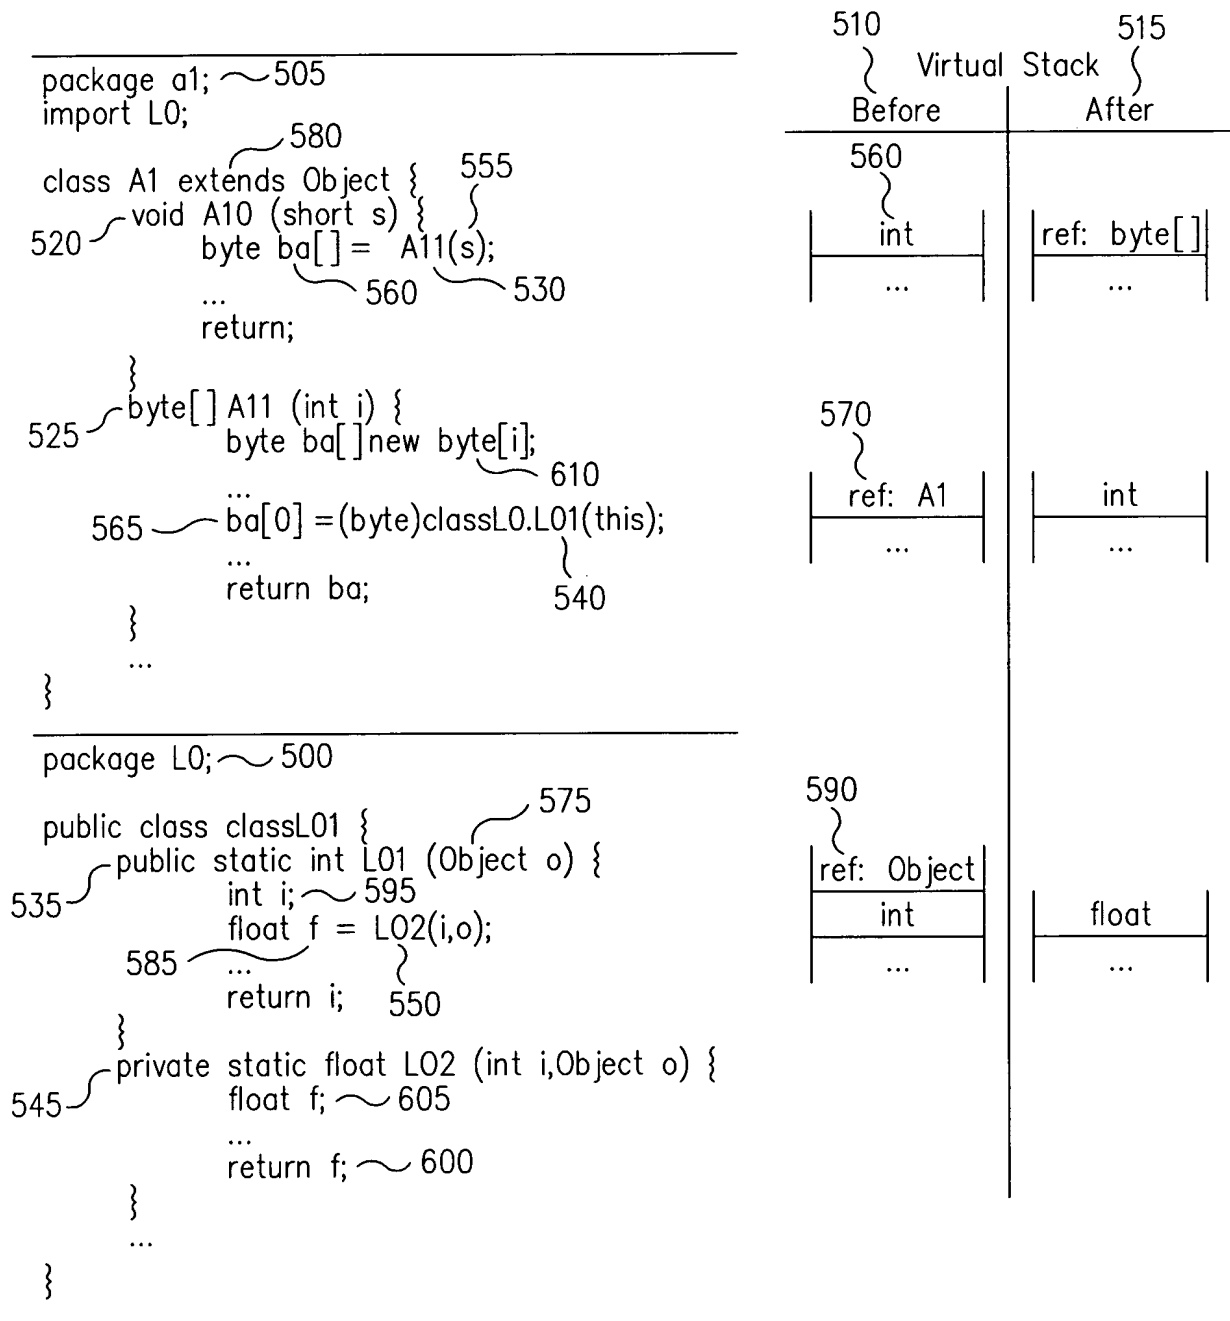 510
515
Virtual Stack
Before
After
package a1; 505
import L0;
580
class A1 extends Object { 555
520 void A10 (short s) {
byte ba[] = A11(s);
560 530
...
return;
}
525 byte[] A11 (int i) {
byte ba[]new byte[i];
610
...
565 ba[0] =(byte)classL0.L01(this);
...
540
return ba;
}
...
}
560
int
...
ref: byte[]
...
570
ref: A1
...
int
...
package L0; 500
575
public class classL01 {
535 public static int L01 (Object o) {
int i; 595
float f = L02(i,o);
585 ...
550
return i;
}
545 private static float L02 (int i,Object o) {
float f; 605
...
return f; 600
}
...
}
590
ref: Object
int
...
float
...